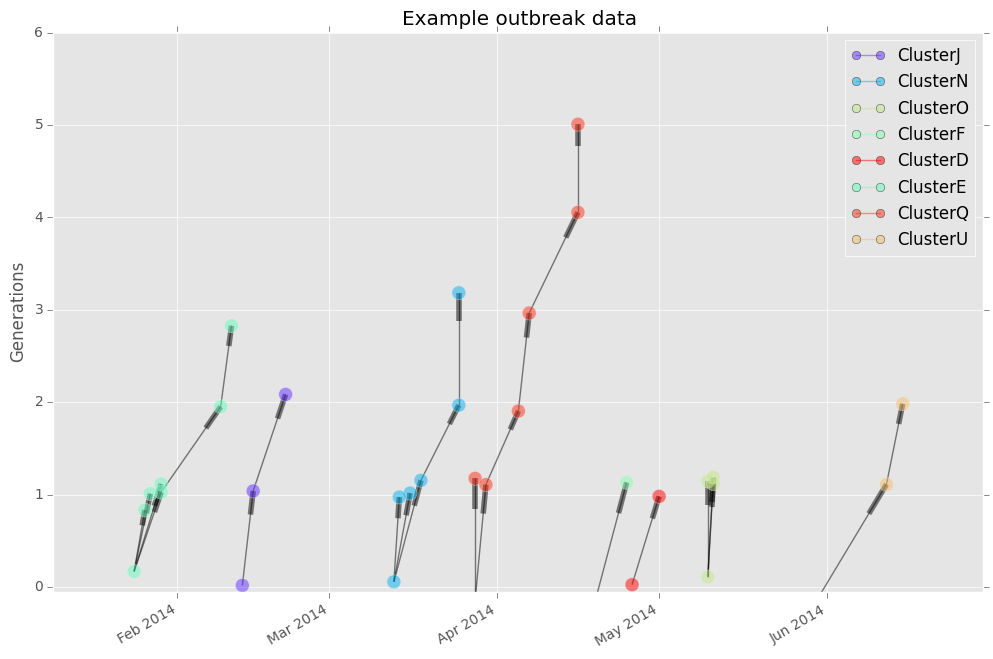 Example outbreak data
6
5
4
3
2
1
0
Generations
ClusterJ
ClusterN
ClusterO
ClusterF
ClusterD
ClusterE
ClusterQ
ClusterU
Feb 2014
Mar 2014
Apr 2014
May 2014
Jun 2014